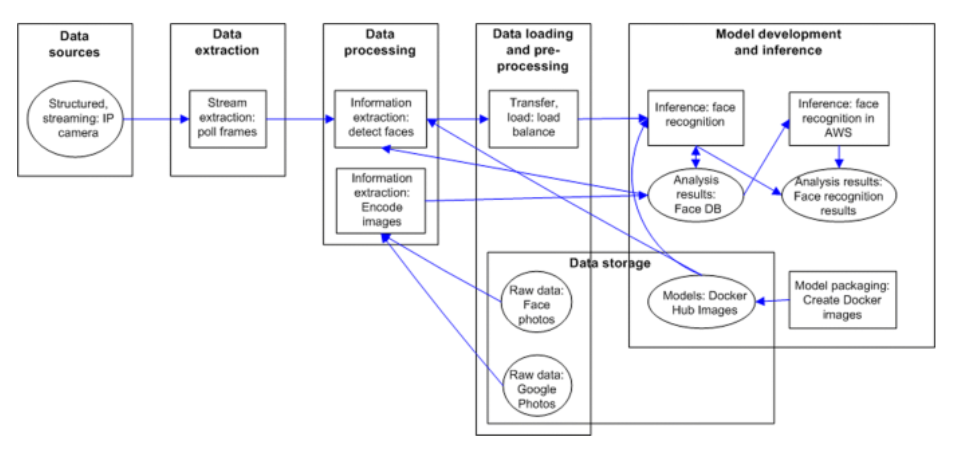 Data
sources
Structured,
streaming: IP
camera
Data
extraction
Stream
extraction:
poll frames
Data
processing
Information
extraction:
detect faces
Information
extraction:
Encode
images
Data loading
and pre-
processing
Transfer,
load: load
balance
Model development
and inference
Inference: face
recognition
Inference: face
recognition in
AWS
Analysis
results:
Face DB
Analysis results:
Face recognition
results
Data storage
Raw data:
Face
photos
Raw data:
Google
Photos
Models: Docker
Hub Images
Model packaging:
Create Docker
images